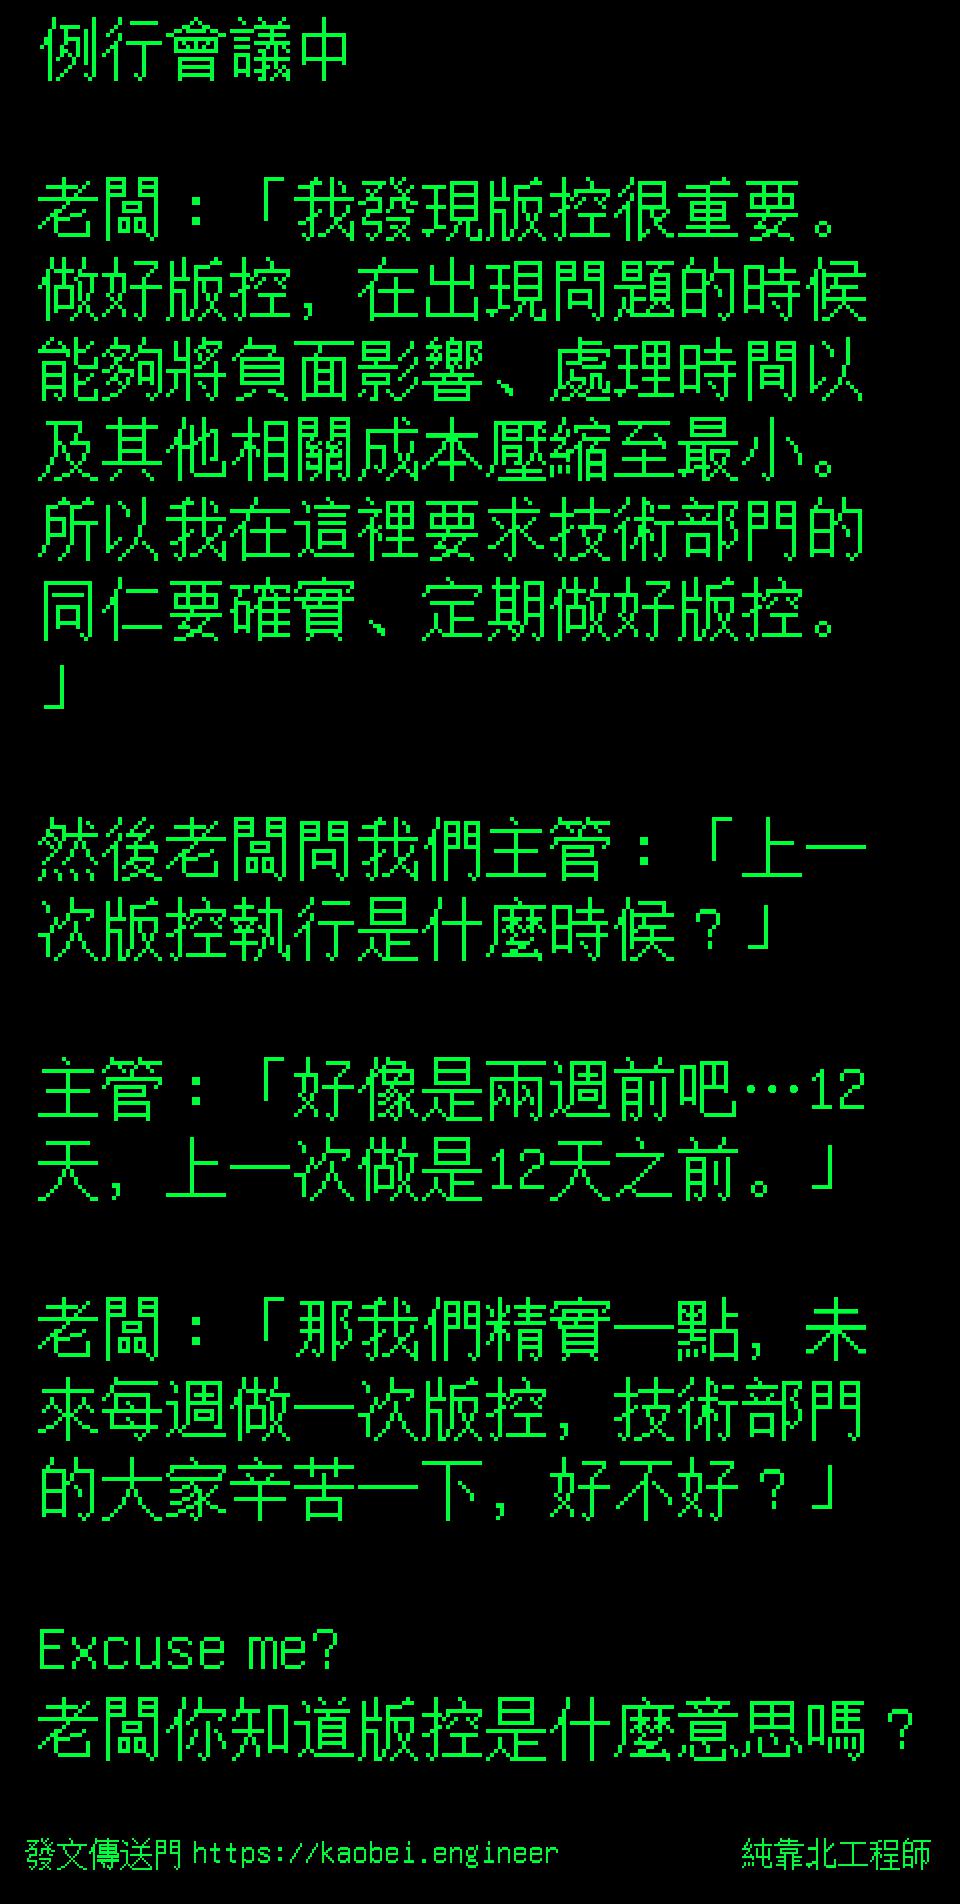 例行會議中
老闆：「我發現版控很重要。
做好版控，在出現問題的時候
能夠將負面影響、處理時間以
及其他相關成本壓縮至最小。
所以我在這裡要求技術部門的
同仁要確實、定期做好版控。
」
然後老闆問我們主管：「上一
次版控執行是什麼時候？」
主管：「好像是兩週前吧…12
天，上一次做是12天之前。」
老闆：「那我們精實一點，未
來每週做一次版控，技術部門
的大家辛苦一下，好不好？」
Excuse me?
老闆你知道版控是什麼意思嗎？
發文傳送門 https://kaobei.engineer
純靠北工程師